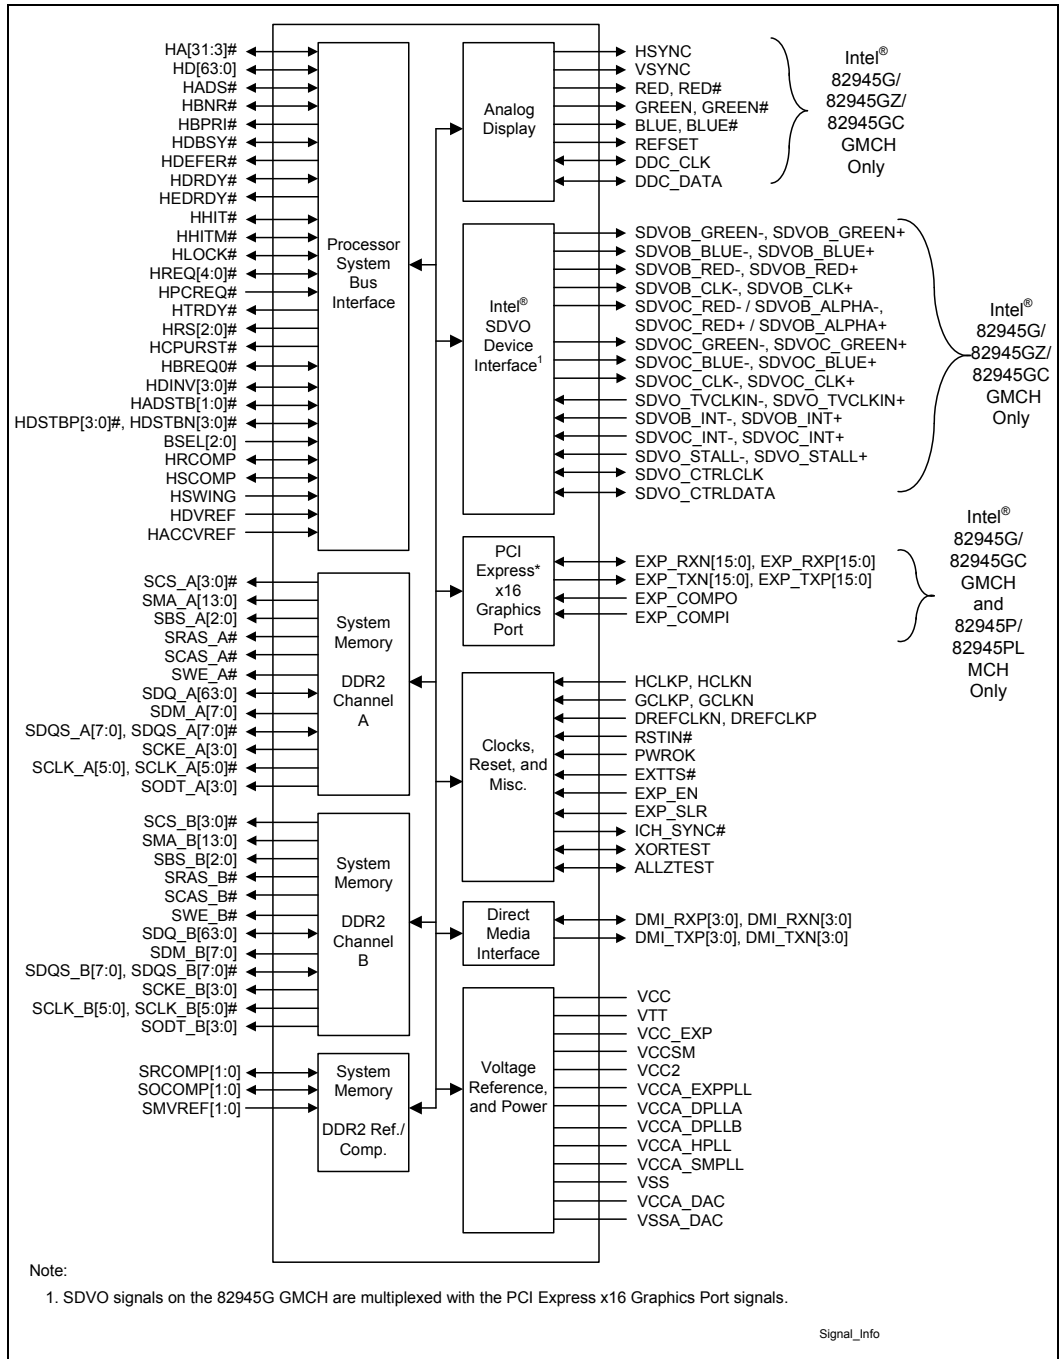 HA[31:3]#
HD[63:0]
HADS#
HBNR#
HBPRI#
HDBSY#
HDEFER#
HDRDY#
HEDRDY#
HHIT#
HHITM#
HLOCK#
HREQ[4:0]#
HPCREQ#
HTRDY#
HRS[2:0]#
HCPURST#
HBREQ0#
HDINV[3:0]#
HADSTB[1:0]#
HDSTBP[3:0]#, HDSTBN[3:0]#
BSEL[2:0]
HRCOMP
HSCOMP
HSWING
HDVREF
HACCVREF
Processor
System
Bus
Interface
SCS_A[3:0]#
SMA_A[13:0]
SBS_A[2:0]
SRAS_A#
SCAS_A#
SWE_A#
SDQ_A[63:0]
SDM_A[7:0]
SDQS_A[7:0], SDQS_A[7:0]#
SCKE_A[3:0]
SCLK_A[5:0], SCLK_A[5:0]#
SODT_A[3:0]
System
Memory
DDR2
Channel
A
SCS_B[3:0]#
SMA_B[13:0]
SBS_B[2:0]
SRAS_B#
SCAS_B#
SWE_B#
SDQ_B[63:0]
SDM_B[7:0]
SDQS_B[7:0], SDQS_B[7:0]#
SCKE_B[3:0]
SCLK_B[5:0], SCLK_B[5:0]#
SODT_B[3:0]
System
Memory
DDR2
Channel
B
SRCOMP[1:0]
SOCOMP[1:0]
SMVREF[1:0]
System
Memory
DDR2 Ref./
Comp.
Analog
Display
HSYNC
VSYNC
RED, RED#
GREEN, GREEN#
BLUE, BLUE#
REFSET
DDC_CLK
DDC_DATA
Intel®
82945G/
82945GZ/
82945GC
GMCH
Only
Intel®
SDVO
Device
Interface1
SDVOB_GREEN-, SDVOB_GREEN+
SDVOB_BLUE-, SDVOB_BLUE+
SDVOB_RED-, SDVOB_RED+
SDVOB_CLK-, SDVOB_CLK+
SDVOC_RED- / SDVOB_ALPHA-,
SDVOC_RED+ / SDVOB_ALPHA+
SDVOC_GREEN-, SDVOC_GREEN+
SDVOC_BLUE-, SDVOC_BLUE+
SDVOC_CLK-, SDVOC_CLK+
SDVO_TVCLKIN-, SDVO_TVCLKIN+
SDVOB_INT-, SDVOB_INT+
SDVOC_INT-, SDVOC_INT+
SDVO_STALL-, SDVO_STALL+
SDVO_CTRLCLK
SDVO_CTRLDATA
Intel®
82945G/
82945GZ/
82945GC
GMCH
Only
PCI
Express*
x16
Graphics
Port
EXP_RXN[15:0], EXP_RXP[15:0]
EXP_TXN[15:0], EXP_TXP[15:0]
EXP_COMPO
EXP_COMPI
Intel®
82945G/
82945GC
GMCH
and
82945P/
82945PL
MCH
Only
Clocks,
Reset, and
Misc.
HCLKP, HCLKN
GCLKP, GCLKN
DREFCLKN, DREFCLKP
RSTIN#
PWROK
EXTTS#
EXP_EN
EXP_SLR
ICH_SYNC#
XORTEST
ALLZTEST
Direct
Media
Interface
DMI_RXP[3:0], DMI_RXN[3:0]
DMI_TXP[3:0], DMI_TXN[3:0]
Voltage
Reference,
and Power
VCC
VTT
VCC_EXP
VCCSM
VCC2
VCCA_EXPPLL
VCCA_DPLLA
VCCA_DPLLB
VCCA_HPLL
VCCA_SMPLL
VSS
VCCA_DAC
VSSA_DAC
Note:
1. SDVO signals on the 82945G GMCH are multiplexed with the PCI Express x16 Graphics Port signals.
Signal_Info